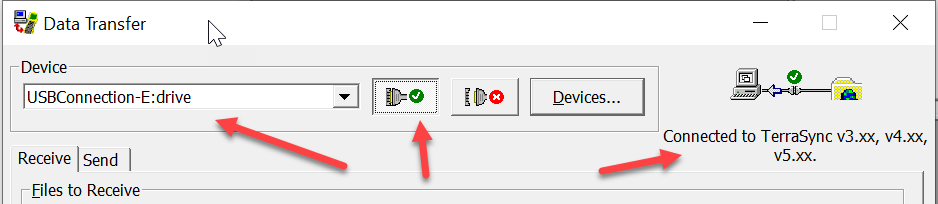 Data Transfer
Device
USBConnection-E:drive
Devices...
Connected to TerraSync v3.xx, v4.xx,
v5.xx.
Receive
Send
Files to Receive